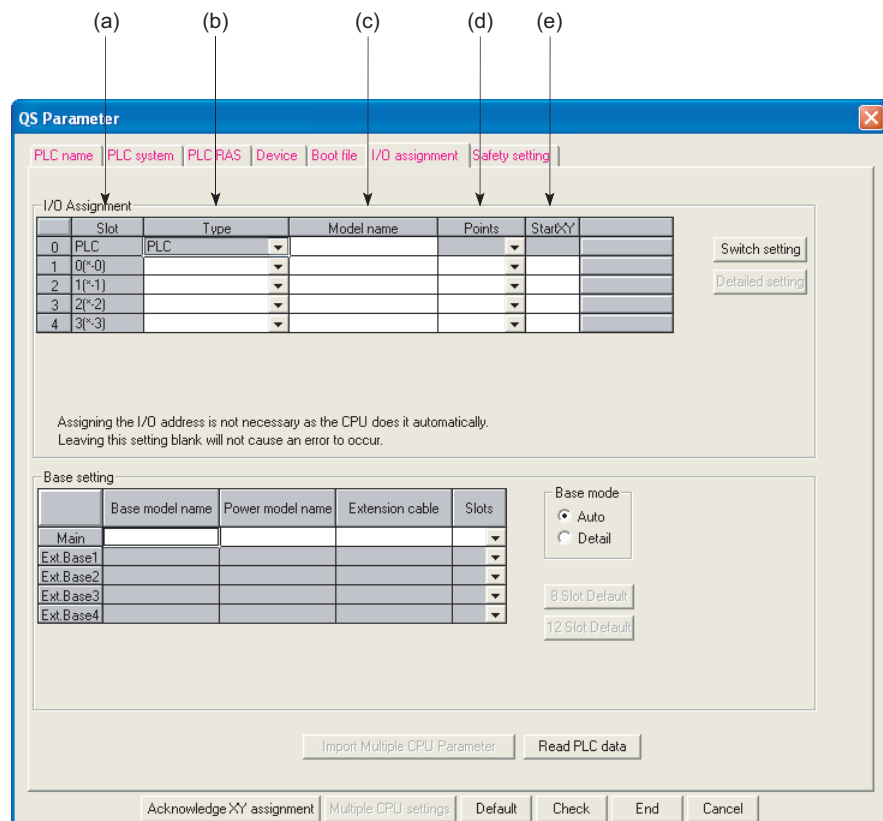 (a) (b) (c) (d) (e)
QS Parameter
PLC name PLC system PLC RAS Device Boot file I/O assignment Safety setting
I/O Assignment
Slot Type Model name Points StartXY
0 PLC PLC
Switch setting
1 0(*-0)
2 1(*-1)
Detailed setting
3 2(*-2)
4 3(*-3)
Assigning the I/O address is not necessary as the CPU does it automatically.
Leaving this setting blank will not cause an error to occur.
Base setting
Base model name Power model name Extension cable Slots
Base mode
Auto
Main
Detail
Ext.Base1
Ext.Base2
Ext.Base3
8 Slot Default
Ext.Base4
12 Slot Default
Import Multiple CPU Parameter Read PLC data
Acknowledge XY assignment Multiple CPU settings Default Check End Cancel